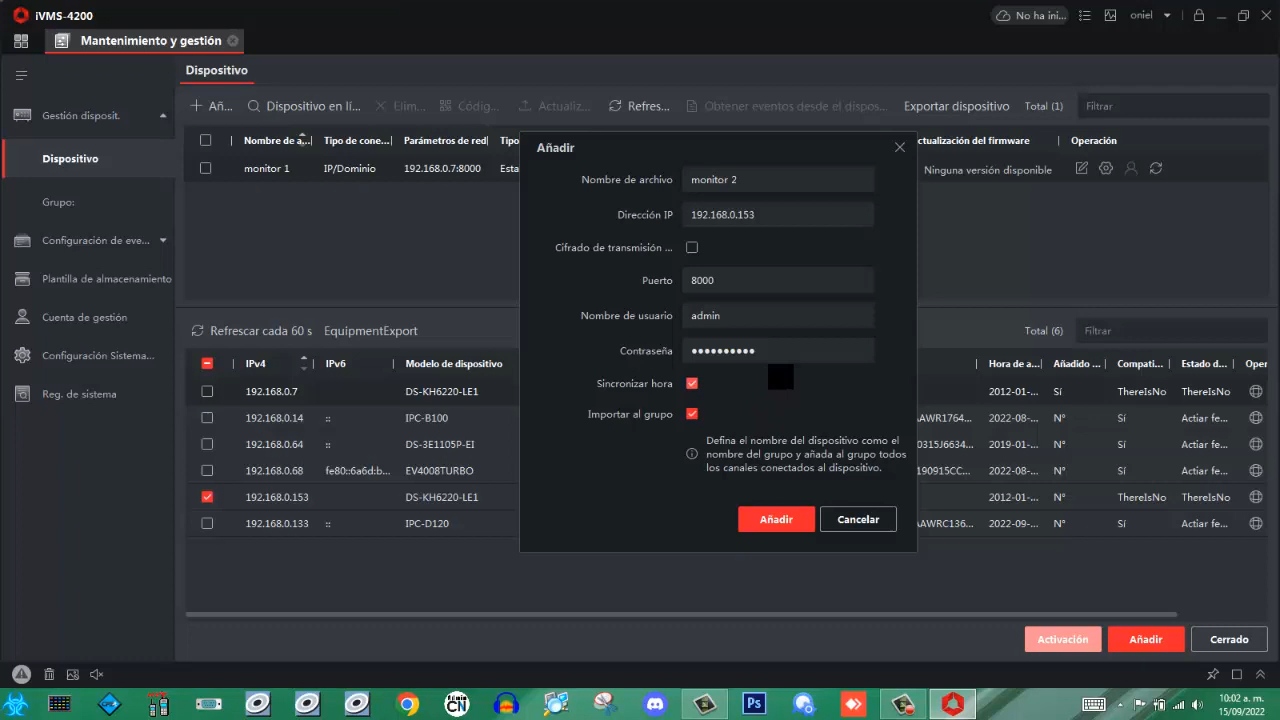 iVMS-4200
No ha ini...
oniel
Mantenimiento y gestión
Dispositivo
Añ...
Dispositivo en lí...
Elim...
Códig...
Actualiz...
Refres...
Obtener eventos desde el dispos...
Exportar dispositivo
Total (1)
Filtrar
Gestión disposit.
Dispositivo
Grupo:
Configuración de eve...
Plantilla de almacenamiento
Cuenta de gestión
Configuración Sistema...
Reg. de sistema
Nombre de a... Tipo de cone... Parámetros de red Tipo ctualización del firmware Operación
monitor 1 IP/Dominio 192.168.0.7:8000 Esta Ninguna versión disponible
Añadir
Nombre de archivo monitor 2
Dirección IP 192.168.0.153
Cifrado de transmisión ...
Puerto 8000
Nombre de usuario admin
Contraseña ●●●●●●●●●●
Sincronizar hora
Importar al grupo
Defina el nombre del dispositivo como el
nombre del grupo y añada al grupo todos
los canales conectados al dispositivo.
Añadir Cancelar
Refrescar cada 60 s EquipmentExport Total (6) Filtrar
IPv4 IPv6 Modelo de dispositivo Hora de a... Añadido ... Compati... Estado d... Oper
192.168.0.7 DS-KH6220-LE1 2012-01-... Sí ThereIsNo ThereIsNo
192.168.0.14 :: IPC-B100 AWR1764... 2022-08-... N° Sí Actiar fe...
192.168.0.64 :: DS-3E1105P-EI 0315J6634... 2019-01-... N° Sí Actiar fe...
192.168.0.68 fe80::6a6d:b... EV4008TURBO 190915CC... 2022-08-... N° Sí Actiar fe...
192.168.0.153 DS-KH6220-LE1 2012-01-... N° ThereIsNo ThereIsNo
192.168.0.133 :: IPC-D120 AWRC136... 2022-09-... N° Sí Actiar fe...
Activación Añadir Cerrado
CN
Ps
10:02 a. m.
15/09/2022